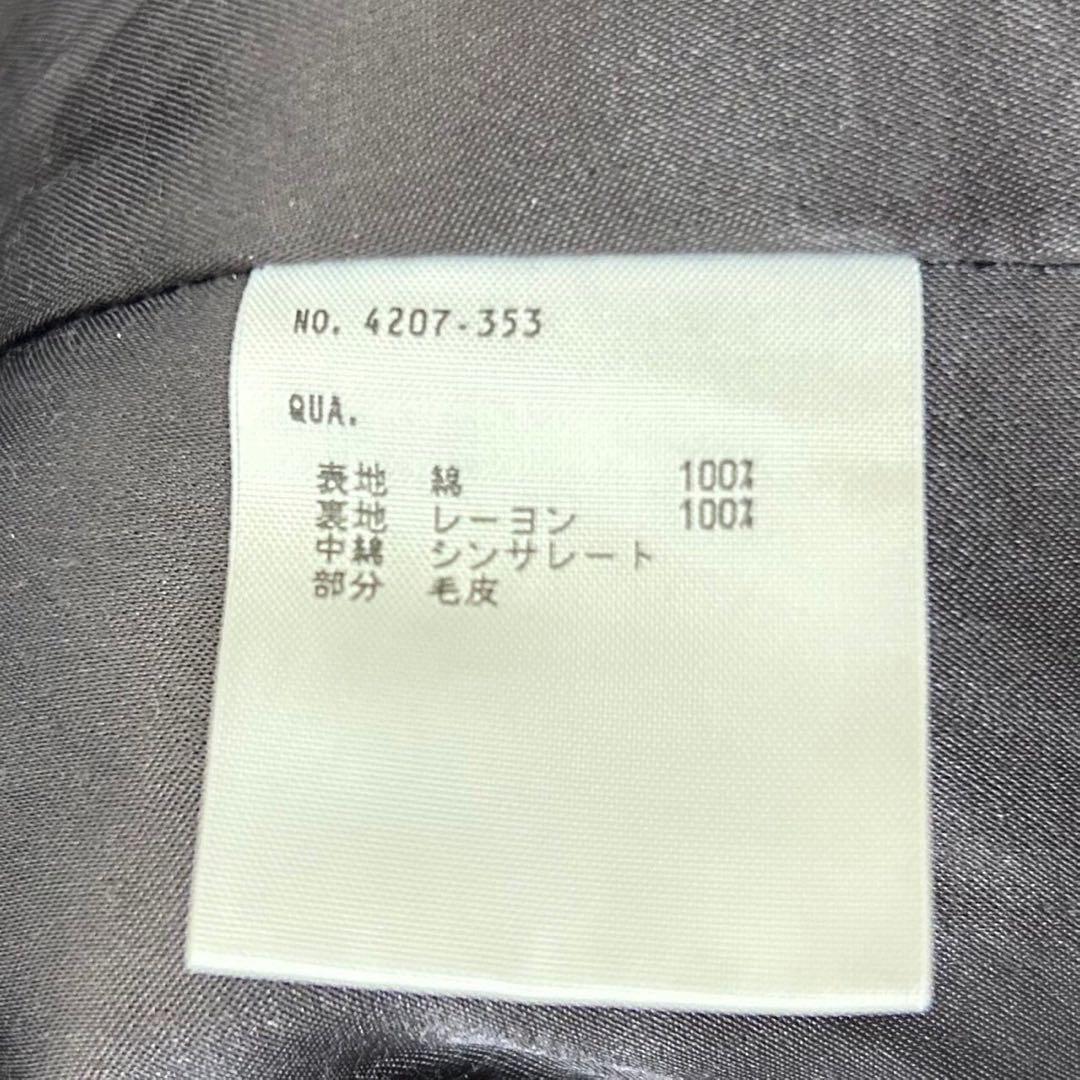 NO. 4207-353
QUA.
表地 綿 100%
裏地 レーヨン 100%
中綿 シンサレート
部分 毛皮